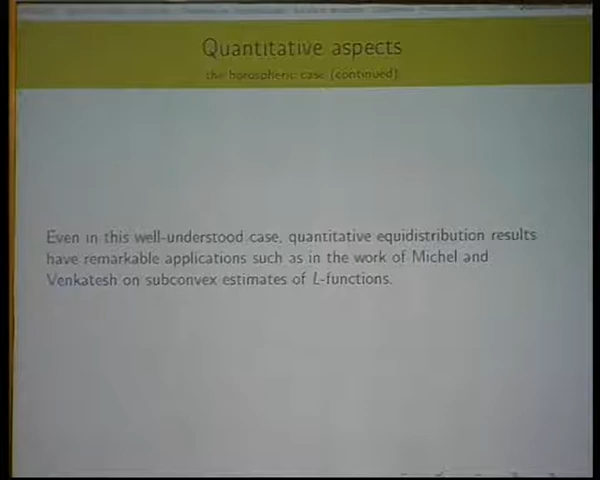 Quantitative aspects
the horospheric case (continued)
Even in this well-understood case, quantitative equidistribution results
have remarkable applications such as in the work of Michel and
Venkatesh on subconvex estimates of L-functions.